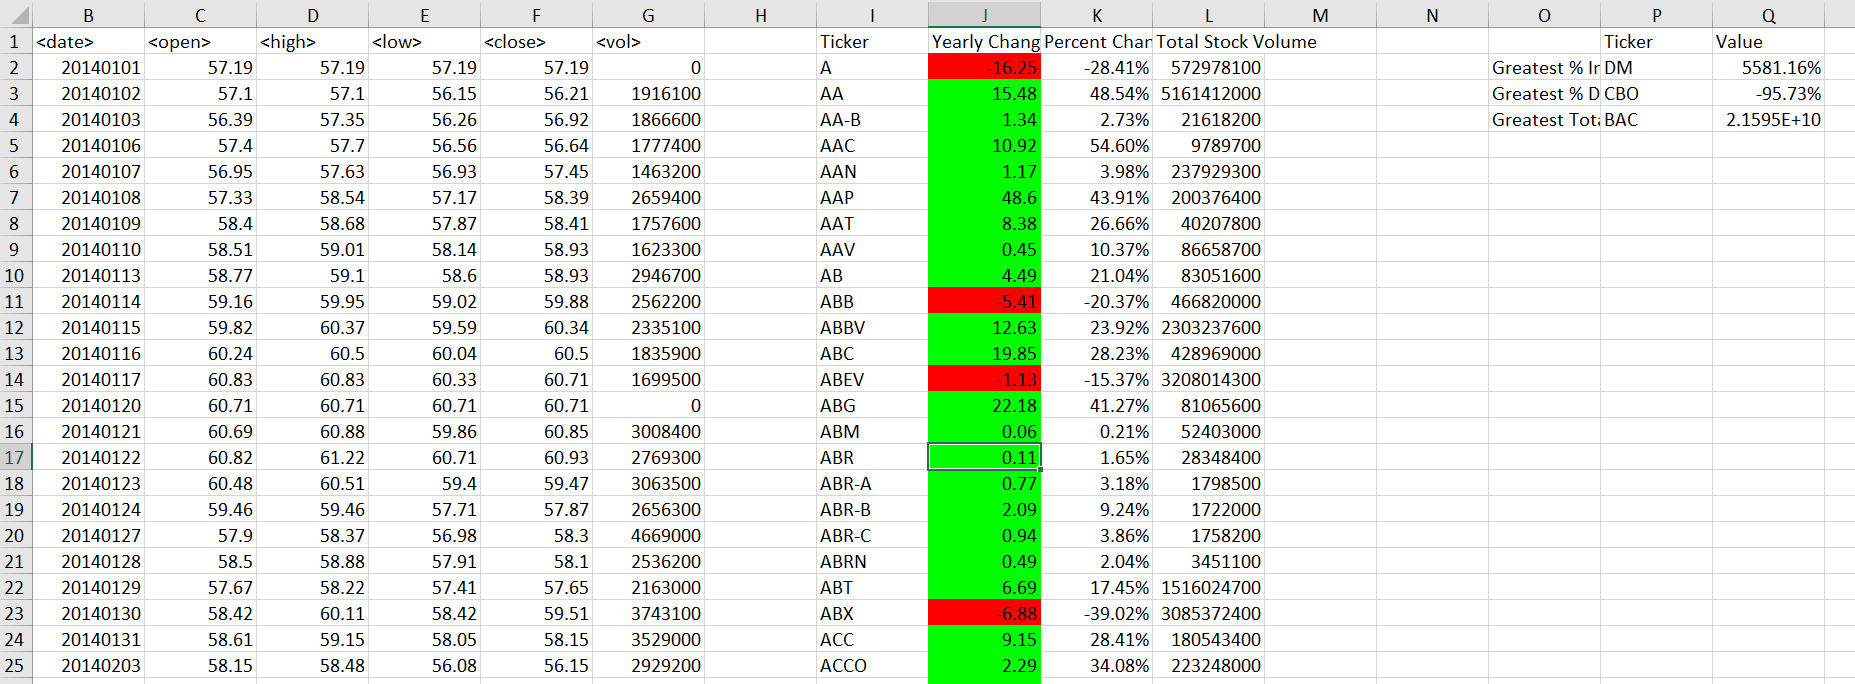 B C D E F G H I J K L M N O P Q
1 <date> <open> <high> <low> <close> <vol> Ticker Yearly Chang Percent Char Total Stock Volume Ticker Value
2 20140101 57.19 57.19 57.19 57.19 0 A -16.25 -28.41% 572978100 Greatest % Ir DM 5581.16%
3 20140102 57.1 57.1 56.15 56.21 1916100 AA 15.48 48.54% 5161412000 Greatest % D CBO -95.73%
4 20140103 56.39 57.35 56.26 56.92 1866600 AA-B 1.34 2.73% 21618200 Greatest Tota BAC 2.1595E+10
5 20140106 57.4 57.7 56.56 56.64 1777400 AAC 10.92 54.60% 9789700
6 20140107 56.95 57.63 56.93 57.45 1463200 AAN 1.17 3.98% 237929300
7 20140108 57.33 58.54 57.17 58.39 2659400 AAP 48.6 43.91% 200376400
8 20140109 58.4 58.68 57.87 58.41 1757600 AAT 8.38 26.66% 40207800
9 20140110 58.51 59.01 58.14 58.93 1623300 AAV 0.45 10.37% 86658700
10 20140113 58.77 59.1 58.6 58.93 2946700 AB 4.49 21.04% 83051600
11 20140114 59.16 59.95 59.02 59.88 2562200 ABB -5.41 -20.37% 466820000
12 20140115 59.82 60.37 59.59 60.34 2335100 ABBV 12.63 23.92% 2303237600
13 20140116 60.24 60.5 60.04 60.5 1835900 ABC 19.85 28.23% 428969000
14 20140117 60.83 60.83 60.33 60.71 1699500 ABEV -1.13 -15.37% 3208014300
15 20140120 60.71 60.71 60.71 60.71 0 ABG 22.18 41.27% 81065600
16 20140121 60.69 60.88 59.86 60.85 3008400 ABM 0.06 0.21% 52403000
17 20140122 60.82 61.22 60.71 60.93 2769300 ABR 0.11 1.65% 28348400
18 20140123 60.48 60.51 59.4 59.47 3063500 ABR-A 0.77 3.18% 1798500
19 20140124 59.46 59.46 57.71 57.87 2656300 ABR-B 2.09 9.24% 1722000
20 20140127 57.9 58.37 56.98 58.3 4669000 ABR-C 0.94 3.86% 1758200
21 20140128 58.5 58.88 57.91 58.1 2536200 ABRN 0.49 2.04% 3451100
22 20140129 57.67 58.22 57.41 57.65 2163000 ABT 6.69 17.45% 1516024700
23 20140130 58.42 60.11 58.42 59.51 3743100 ABX -6.88 -39.02% 3085372400
24 20140131 58.61 59.15 58.05 58.15 3529000 ACC 9.15 28.41% 180543400
25 20140203 58.15 58.48 56.08 56.15 2929200 ACCO 2.29 34.08% 223248000